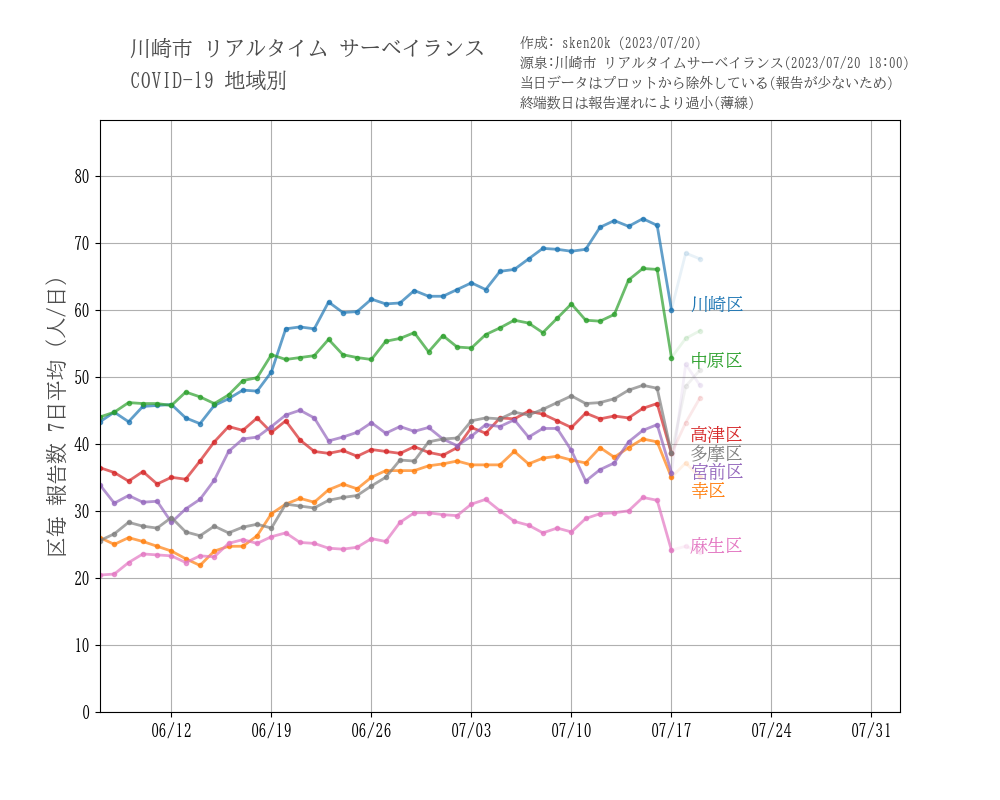 川崎市 リアルタイム サーベイランス
COVID-19 地域別
作成: sken20k (2023/07/20)
源泉:川崎市 リアルタイムサーベイランス(2023/07/20 18:00)
当日データはプロットから除外している(報告が少ないため)
終端数日は報告遅れにより過小(薄線)
区毎 報告数 7日平均 (人/日)
80
70
60
50
40
30
20
10
0
川崎区
中原区
高津区
多摩区
宮前区
幸区
麻生区
06/12 06/19 06/26 07/03 07/10 07/17 07/24 07/31